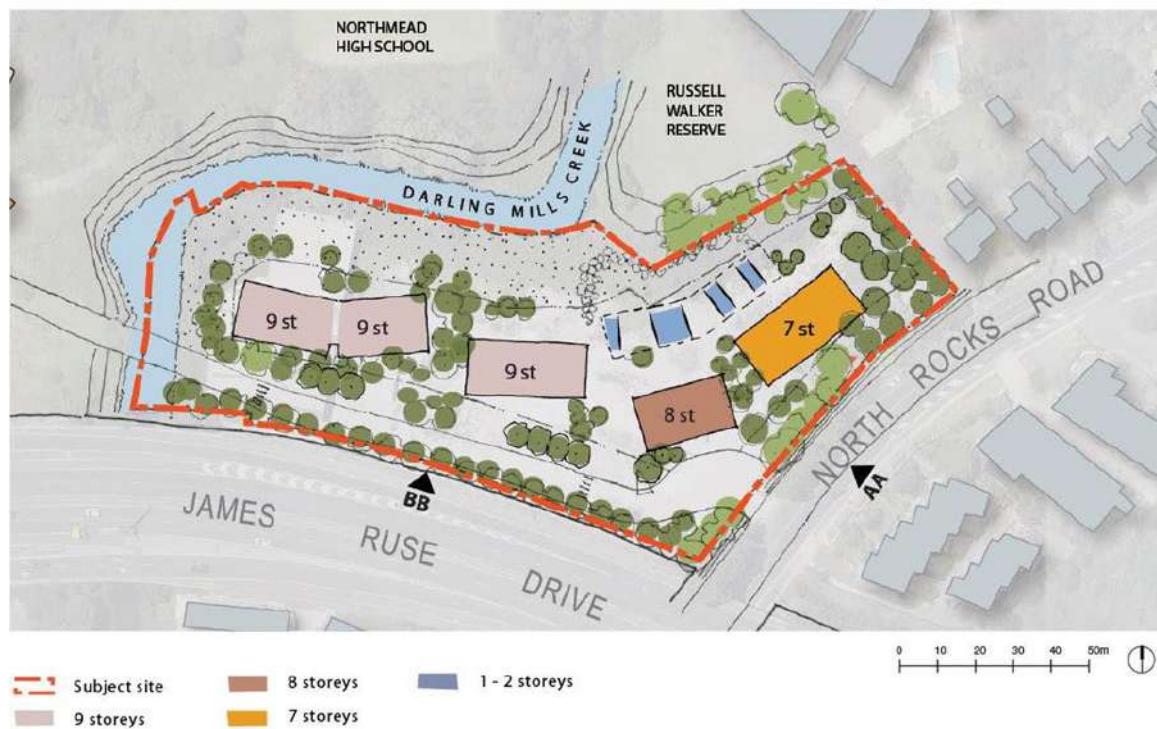 NORTHMEAD
HIGH SCHOOL
RUSSELL
WALKER
RESERVE
DARLING MILLS CREEK
9 st
9 st
9 st
8 st
7 st
NORTH ROCKS ROAD
AA
BB
JAMES RUSE DRIVE
0 10 20 30 40 50m
Subject site
8 storeys
1 - 2 storeys
9 storeys
7 storeys